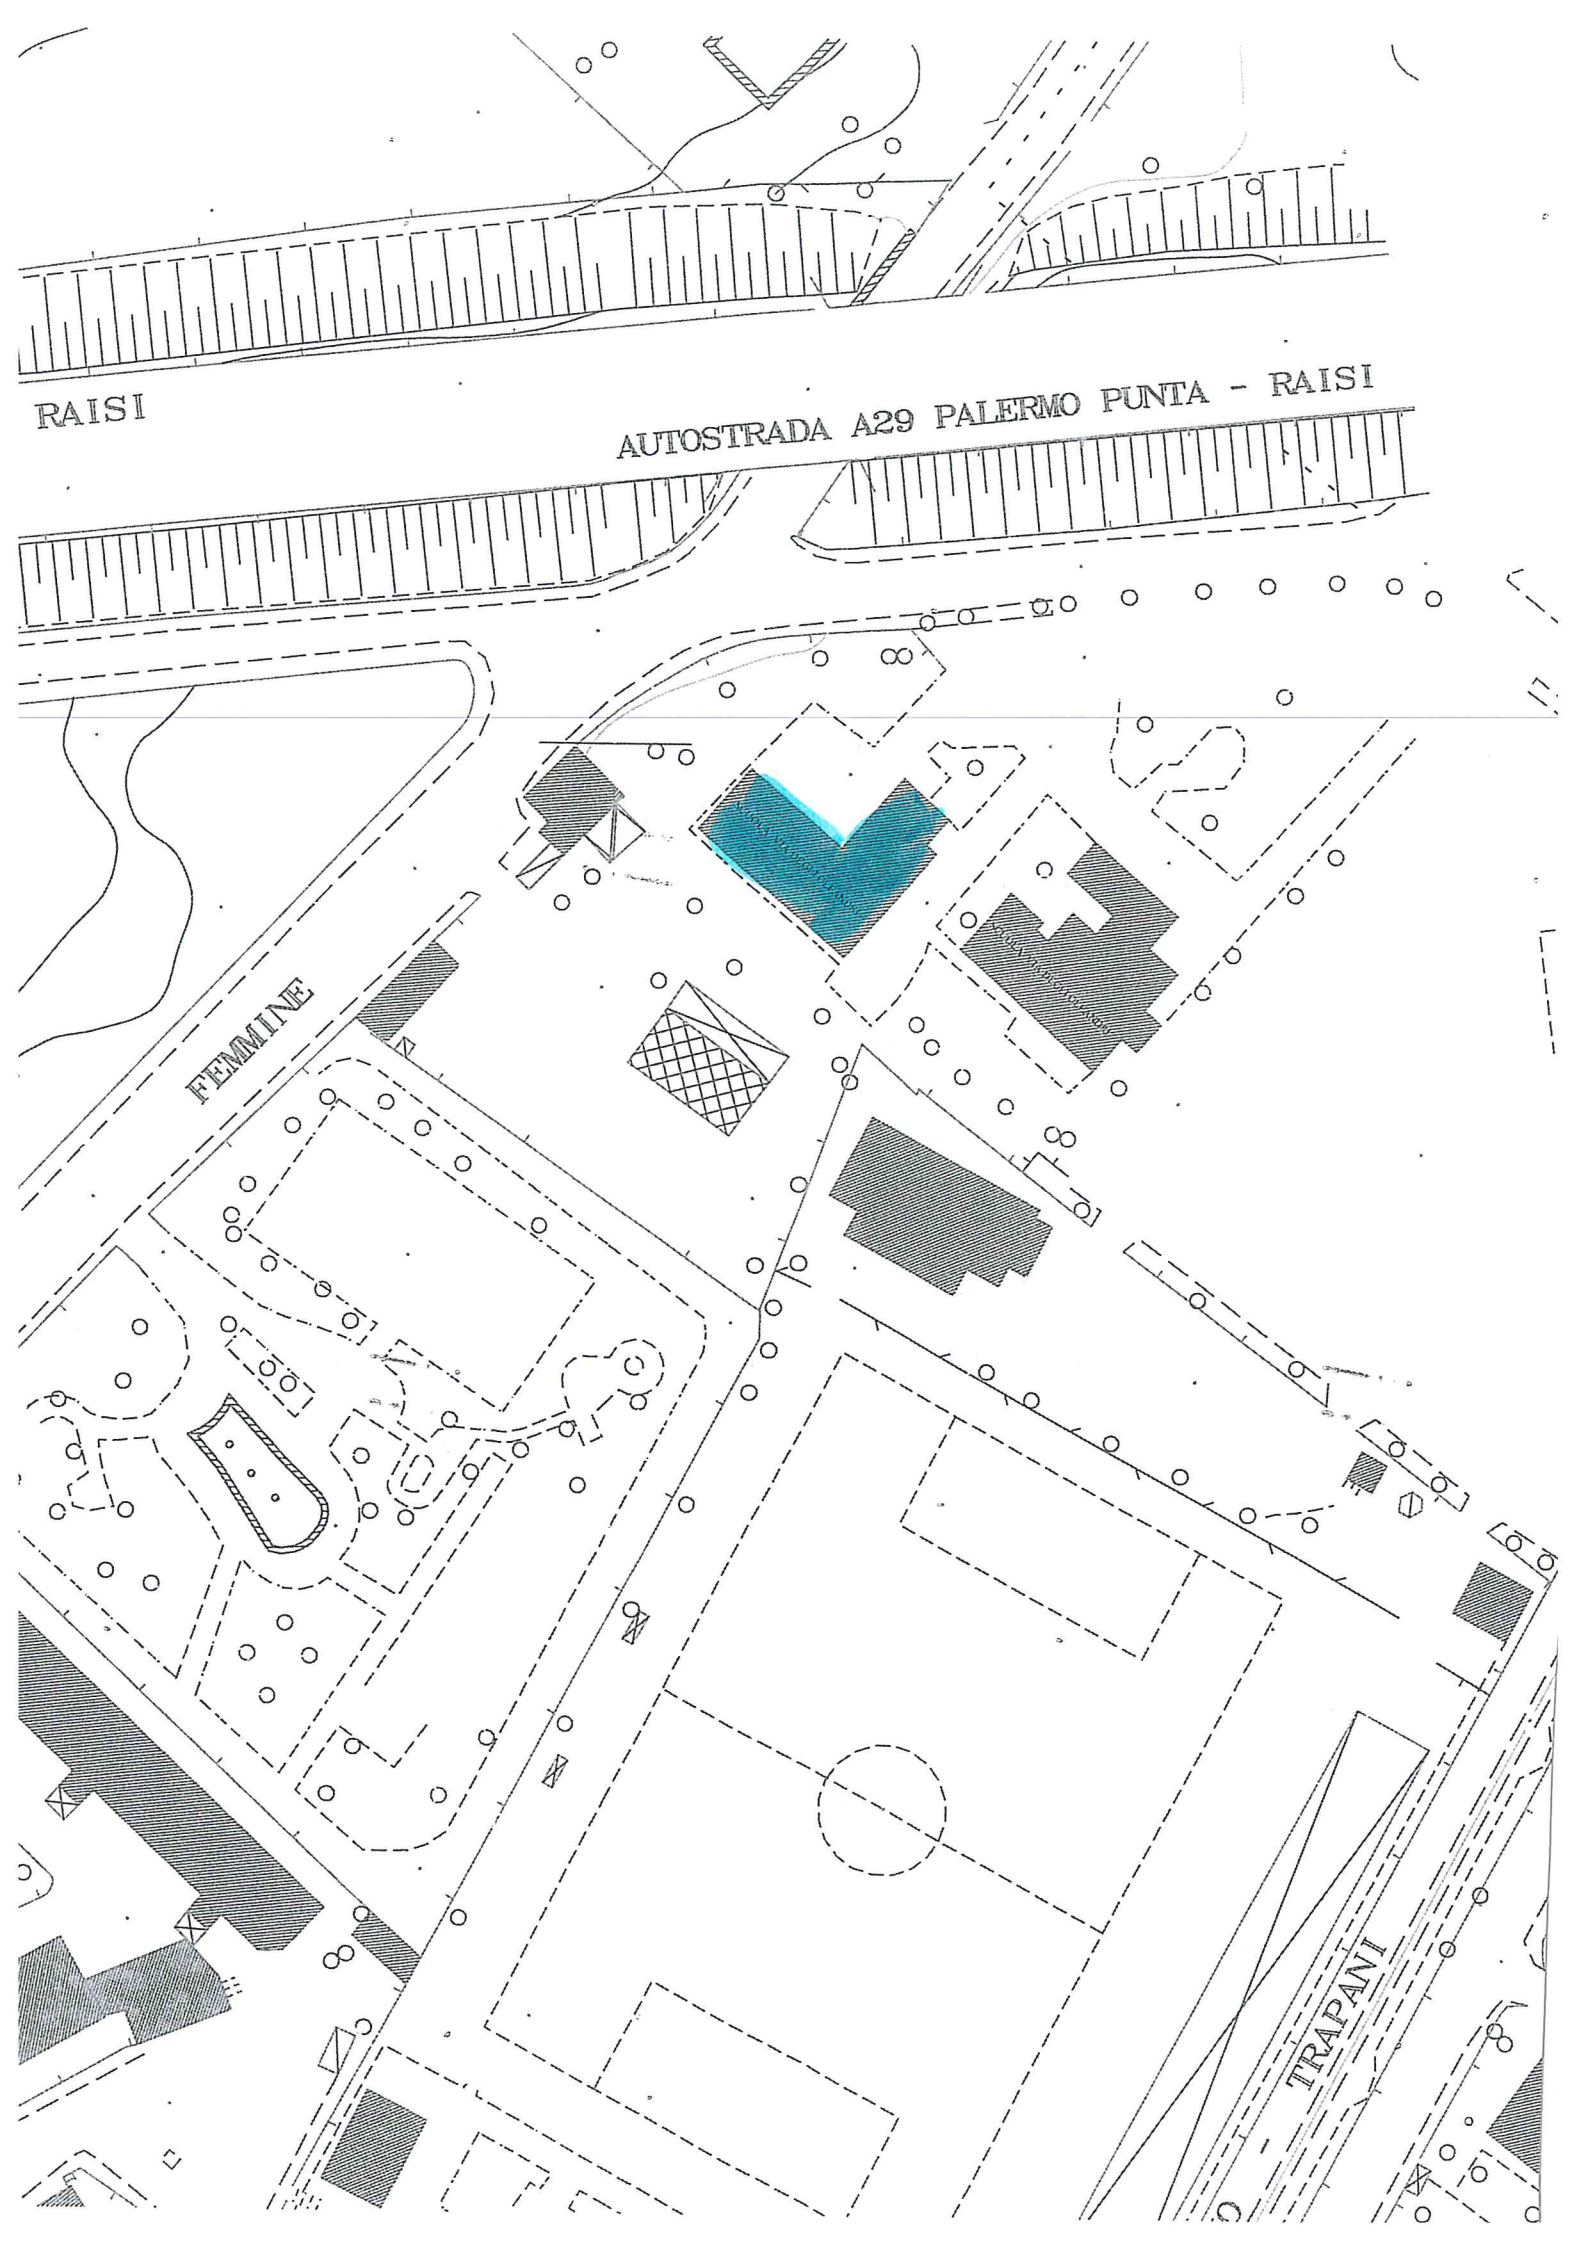 RAISI
AUTOSTRADA A29 PALERMO PUNTA - RAISI
FEMMINE
TRAPANI